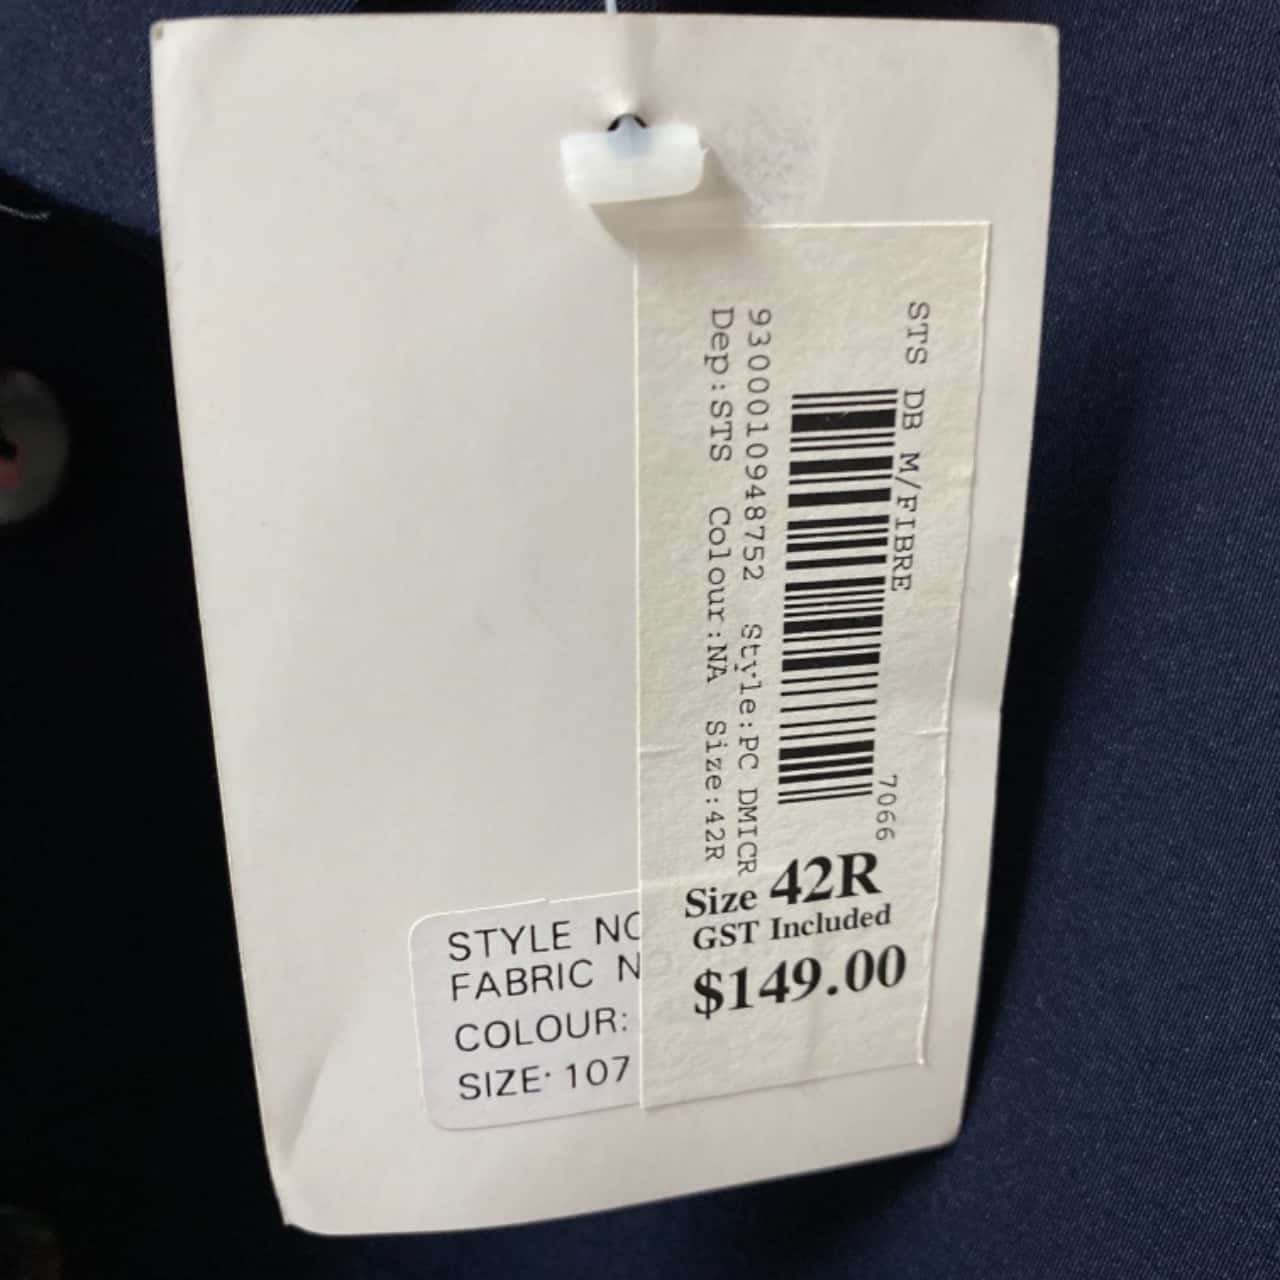 STS DB M/FIBRE
7066
9300010948752 Style:PC DMICR
Dep:STS Colour:NA Size:42R
Size 42R
GST Included
$149.00
STYLE NO
FABRIC N
COLOUR:
SIZE: 107